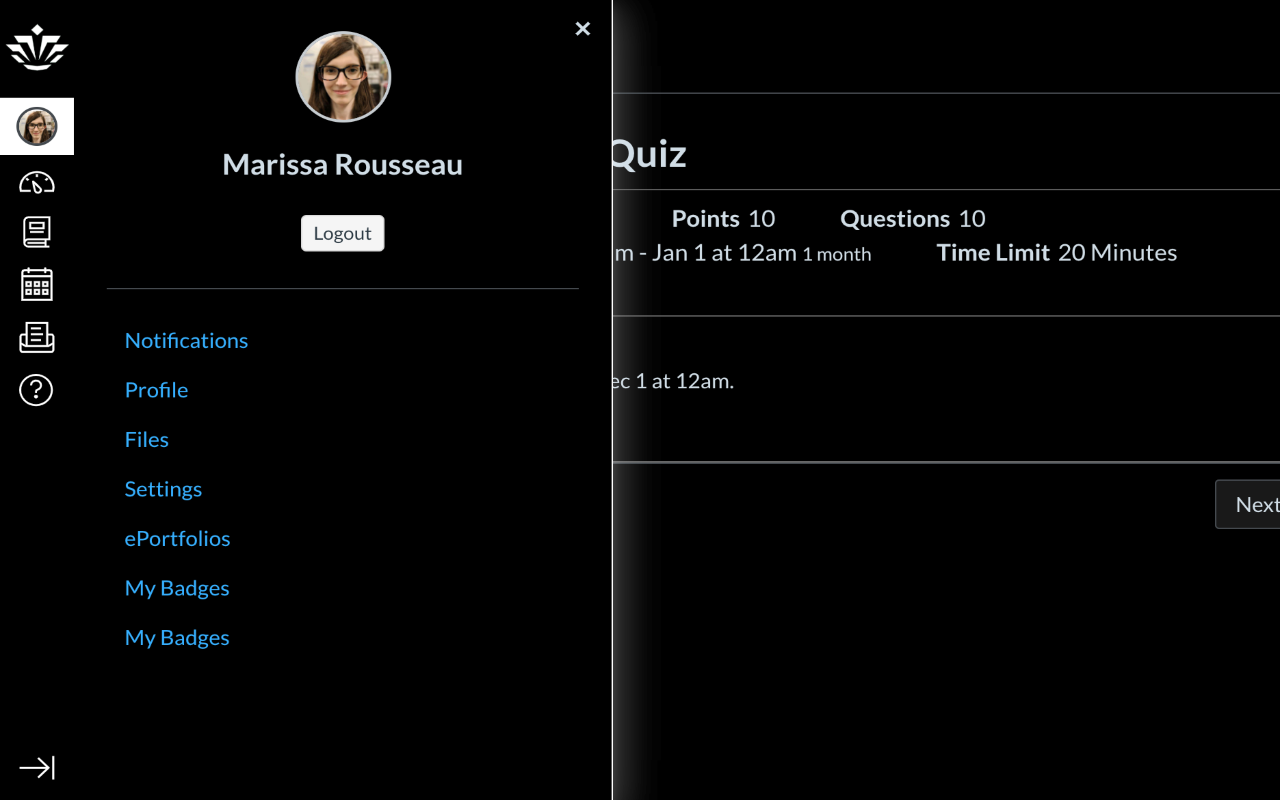 Marissa Rousseau
Logout
Notifications
Profile
Files
Settings
ePortfolios
My Badges
My Badges
Quiz
Points 10 Questions 10
m - Jan 1 at 12am 1 month Time Limit 20 Minutes
ec 1 at 12am.
Next